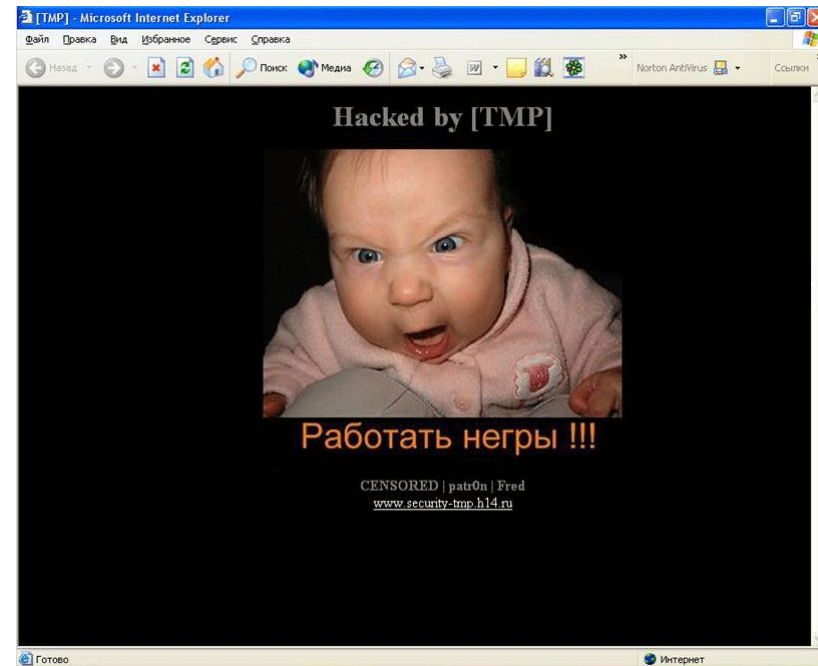 [TMP] - Microsoft Internet Explorer
Файл Правка Вид Избранное Сервис Справка
Назад Поиск Медиа W Norton AntiVirus Ссылки »
Hacked by [TMP]
Работать негры !!!
CENSORED | patr0n | Fred
www.security-tmp.h14.ru
Готово Интернет